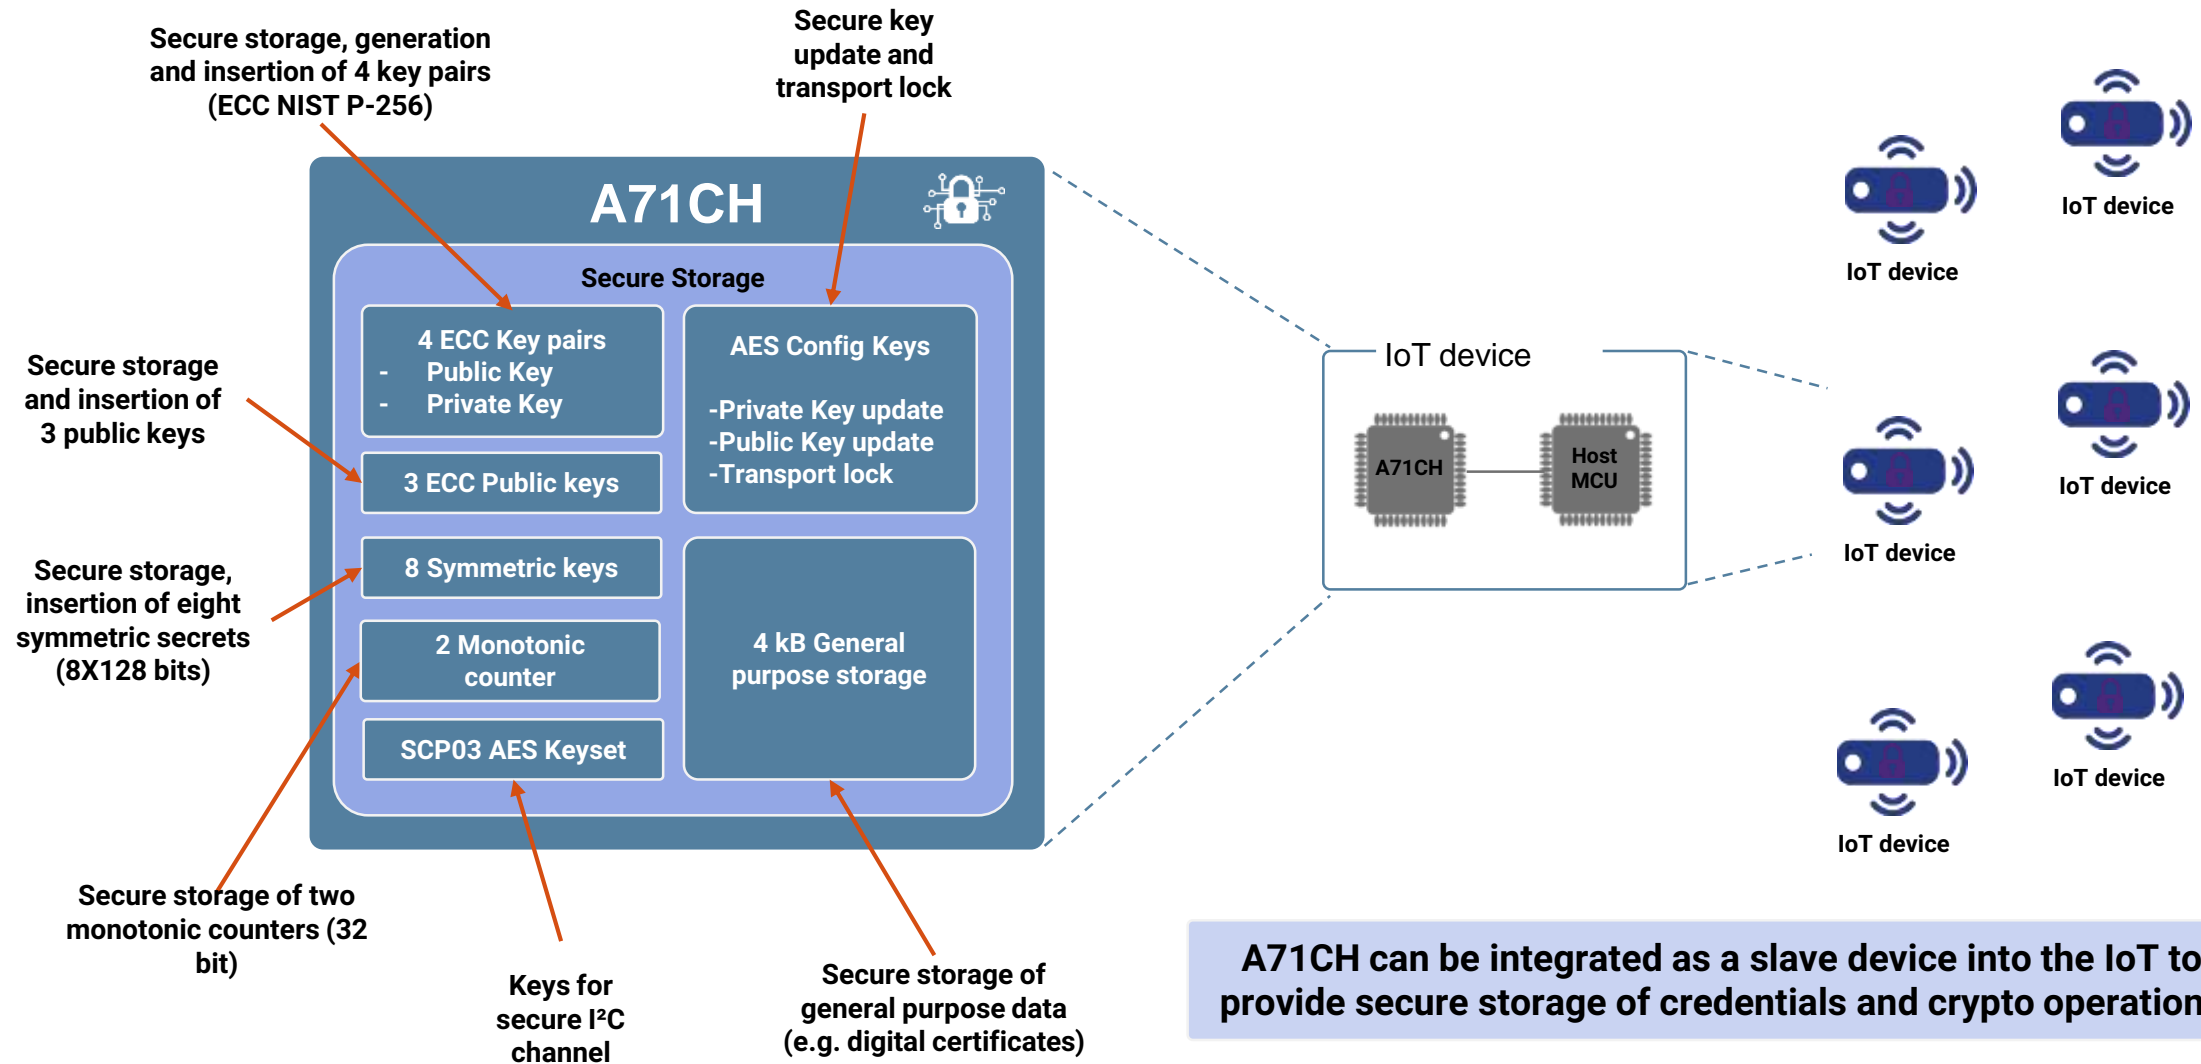 Secure storage, generation
and insertion of 4 key pairs
(ECC NIST P-256)
Secure key
update and
transport lock
A71CH
Secure Storage
4 ECC Key pairs
- Public Key
- Private Key
AES Config Keys
-Private Key update
-Public Key update
-Transport lock
Secure storage
and insertion of
3 public keys
3 ECC Public keys
Secure storage,
insertion of eight
symmetric secrets
(8X128 bits)
8 Symmetric keys
2 Monotonic
counter
4 kB General
purpose storage
SCP03 AES Keyset
Secure storage of two
monotonic counters (32
bit)
Keys for
secure I²C
channel
Secure storage of
general purpose data
(e.g. digital certificates)
IoT device
A71CH
Host
MCU
IoT device
IoT device
IoT device
IoT device
IoT device
IoT device
A71CH can be integrated as a slave device into the IoT to
provide secure storage of credentials and crypto operation